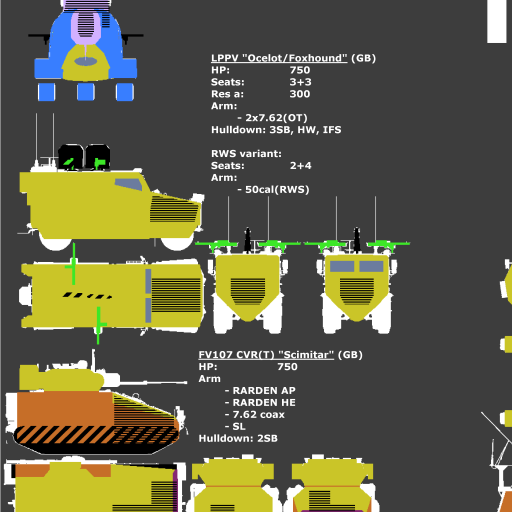 LPPV "Ocelot/Foxhound" (GB)
HP: 750
Seats: 3+3
Res a: 300
Arm:
- 2x7.62(OT)
Hulldown: 3SB, HW, IFS
RWS variant:
Seats: 2+4
Arm:
- 50cal(RWS)
FV107 CVR(T) "Scimitar" (GB)
HP: 750
Arm
- RARDEN AP
- RARDEN HE
- 7.62 coax
- SL
Hulldown: 2SB